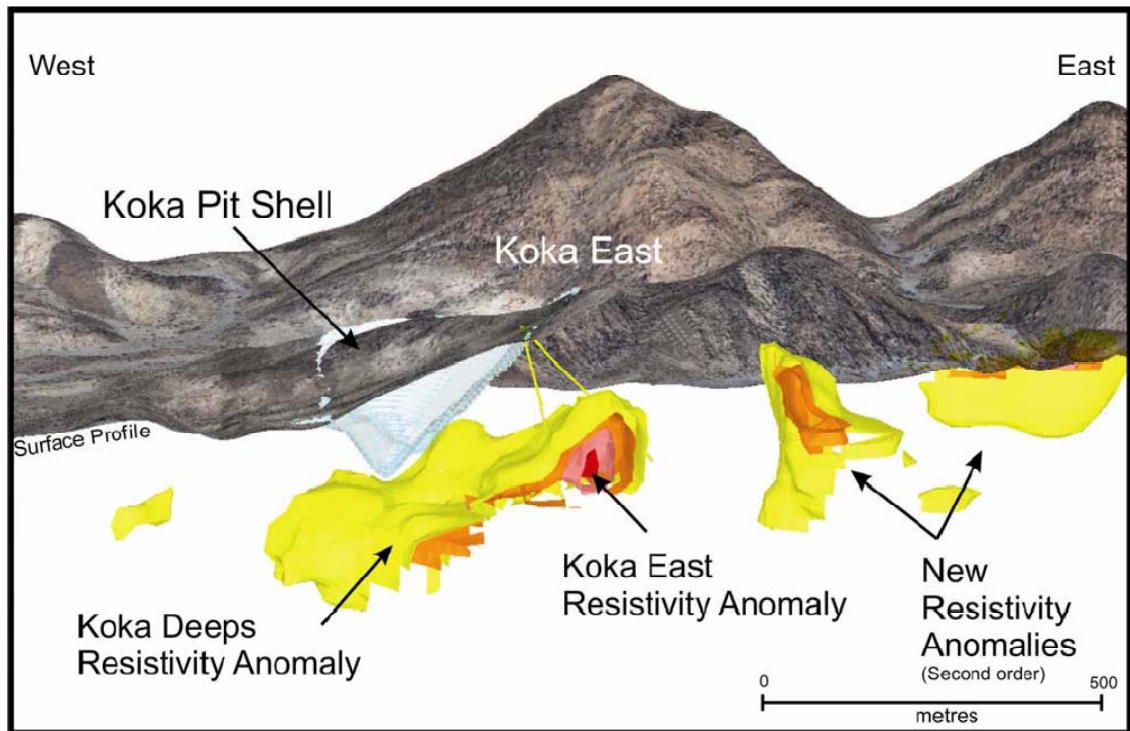 West
East
Koka Pit Shell
Koka East
Surface Profile
Koka East
Resistivity Anomaly
Koka Deeps
Resistivity Anomaly
New
Resistivity
Anomalies
(Second order)
0
500
metres